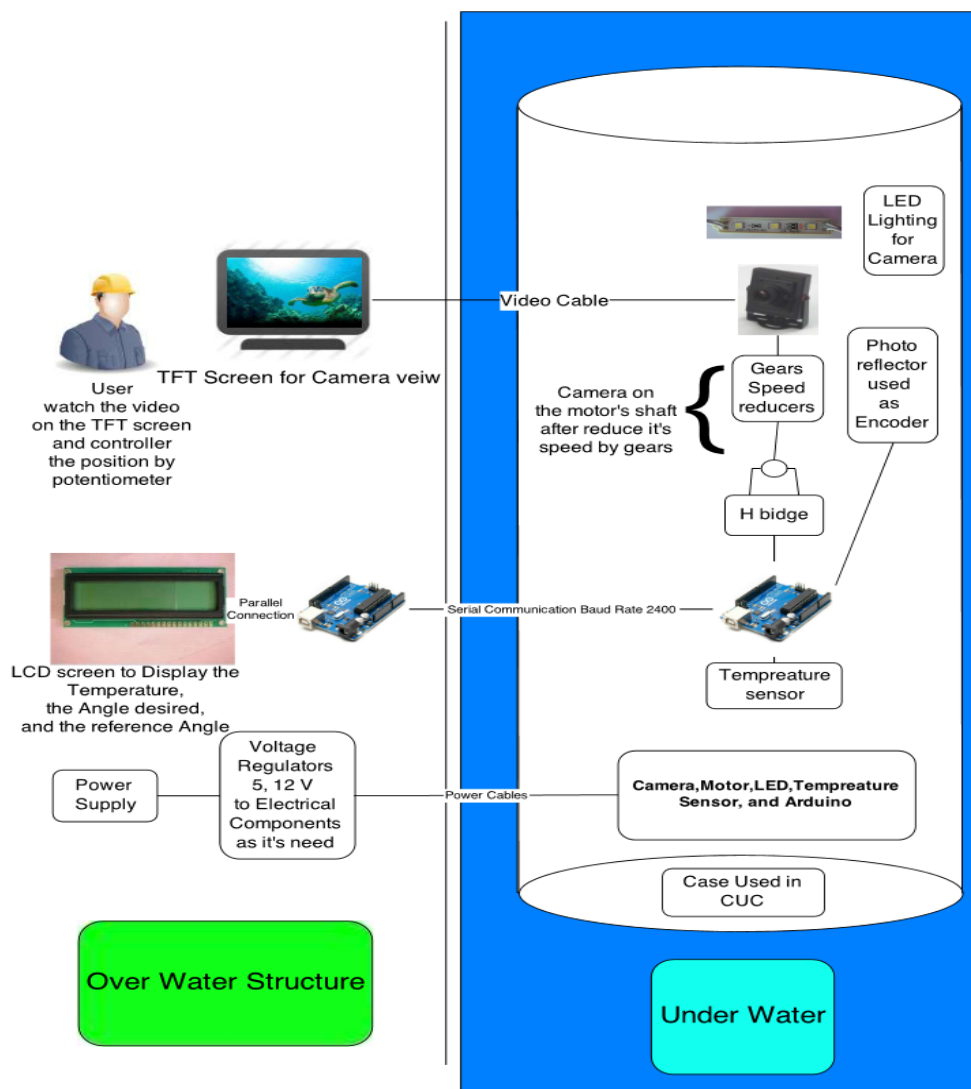 LED
Lighting
for
Camera
Video Cable
TFT Screen for Camera veiw
User
watch the video
on the TFT screen
and controller
the position by
potentiometer
Camera on
the motor's shaft
after reduce it's
speed by gears
Gears
Speed
reducers
Photo
reflector
used
as
Encoder
H bidge
Parallel
Connection
Serial Communication Baud Rate 2400
LCD screen to Display the
Temperature,
the Angle desired,
and the reference Angle
Tempreature
sensor
Power
Supply
Voltage
Regulators
5, 12 V
to Electrical
Components
as it's need
Power Cables
Camera,Motor,LED,Tempreature
Sensor, and Arduino
Case Used in
CUC
Over Water Structure
Under Water